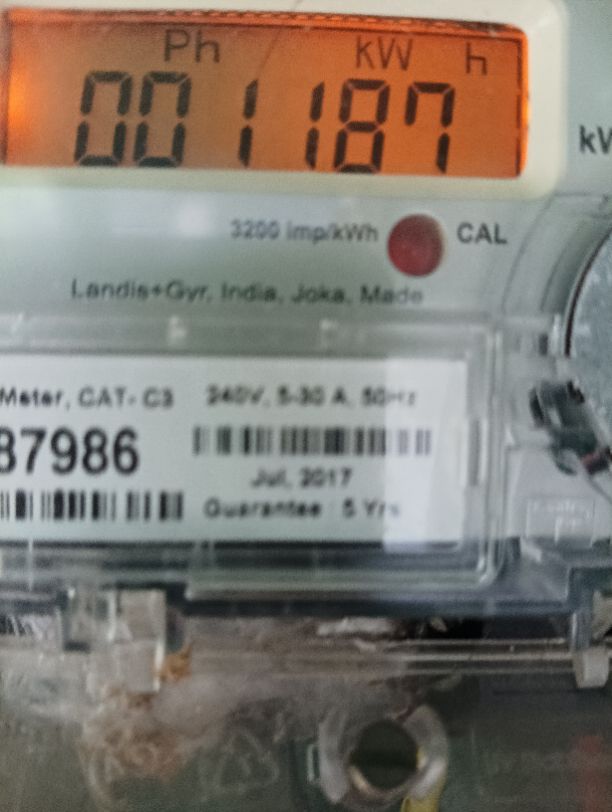 Ph kW h
001187
kW
3200 imp/kWh CAL
Landis+Gyr, India, Joka, Made
Meter, CAT- C3 240V, 5-30 A, 50Hz
87986
Jul, 2017
Guarantee : 5 Yrs